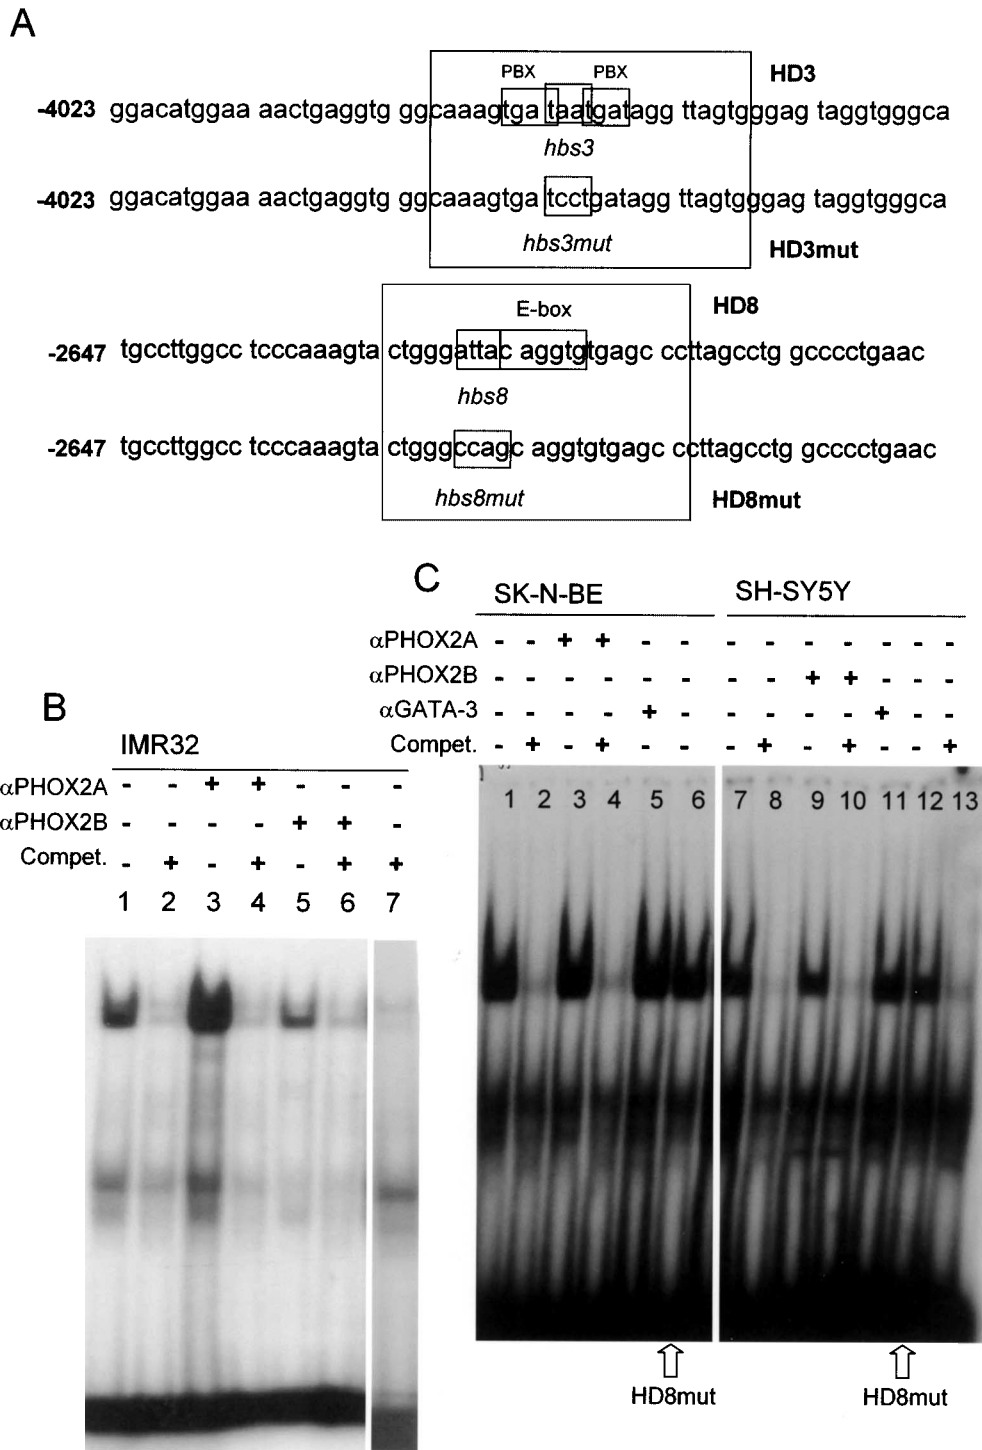 A
PBX PBX HD3
-4023 ggacatggaa aactgaggtg ggcaaagtga taatgatagg ttagtgggag taggtgggca
hbs3
-4023 ggacatggaa aactgaggtg ggcaaagtga tcctgatagg ttagtgggag taggtgggca
hbs3mut HD3mut
E-box HD8
-2647 tgccttggcc tcccaaagta ctgggattac aggtgtgagc ccttagcctg gcccctgaac
hbs8
-2647 tgccttggcc tcccaaagta ctgggccagc aggtgtgagc ccttagcctg gcccctgaac
hbs8mut HD8mut
C
SK-N-BE SH-SY5Y
αPHOX2A - - + + - - - - - - - - -
αPHOX2B - - - - - - - - + + - - -
αGATA-3 - - - - + - - - - - + - -
Compet. - + - + - - - + - + - - +
1 2 3 4 5 6 7 8 9 10 11 12 13
HD8mut HD8mut
B
IMR32
αPHOX2A - - + + - - -
αPHOX2B - - - - + + -
Compet. - + - + - + +
1 2 3 4 5 6 7